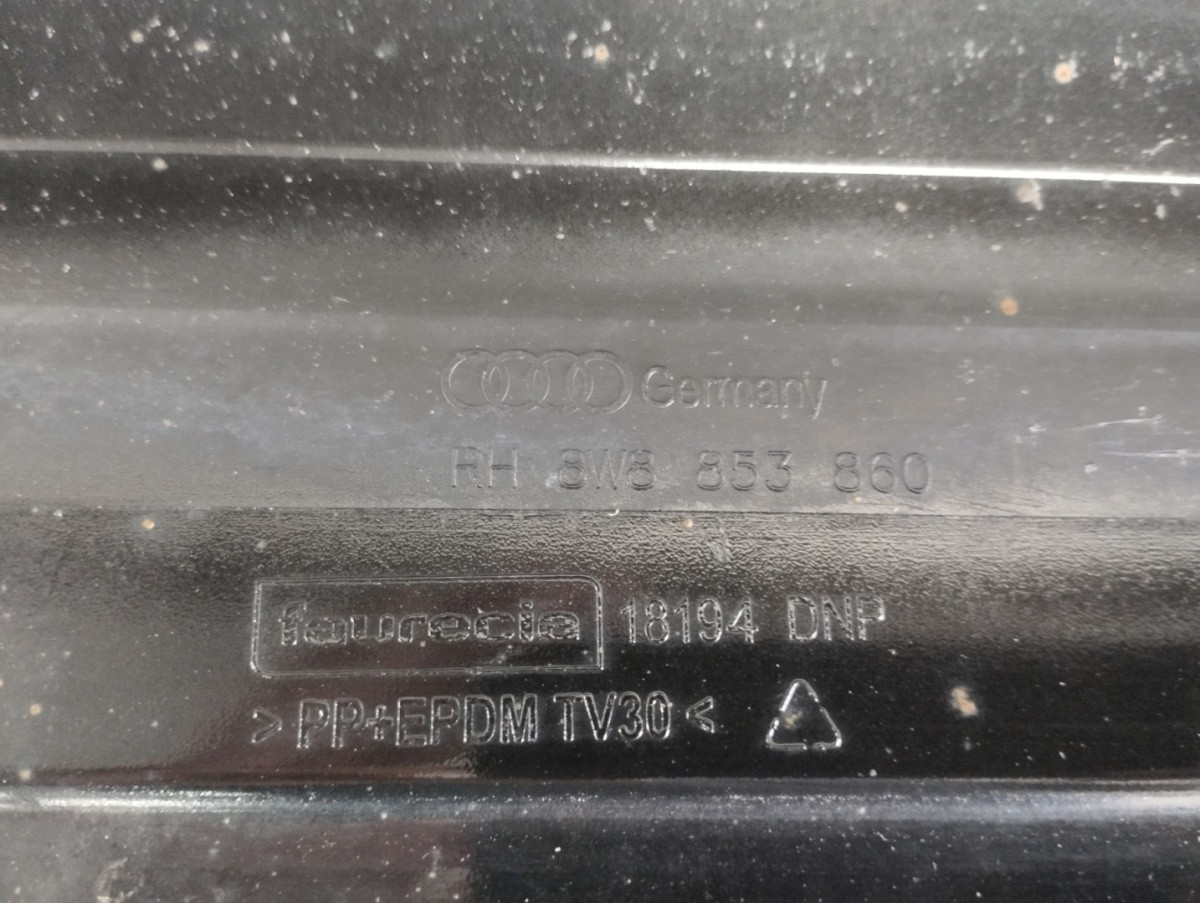 Germany
RH 8W8 853 860
faurecia 18194 DNP
>PP+EPDM TV30<